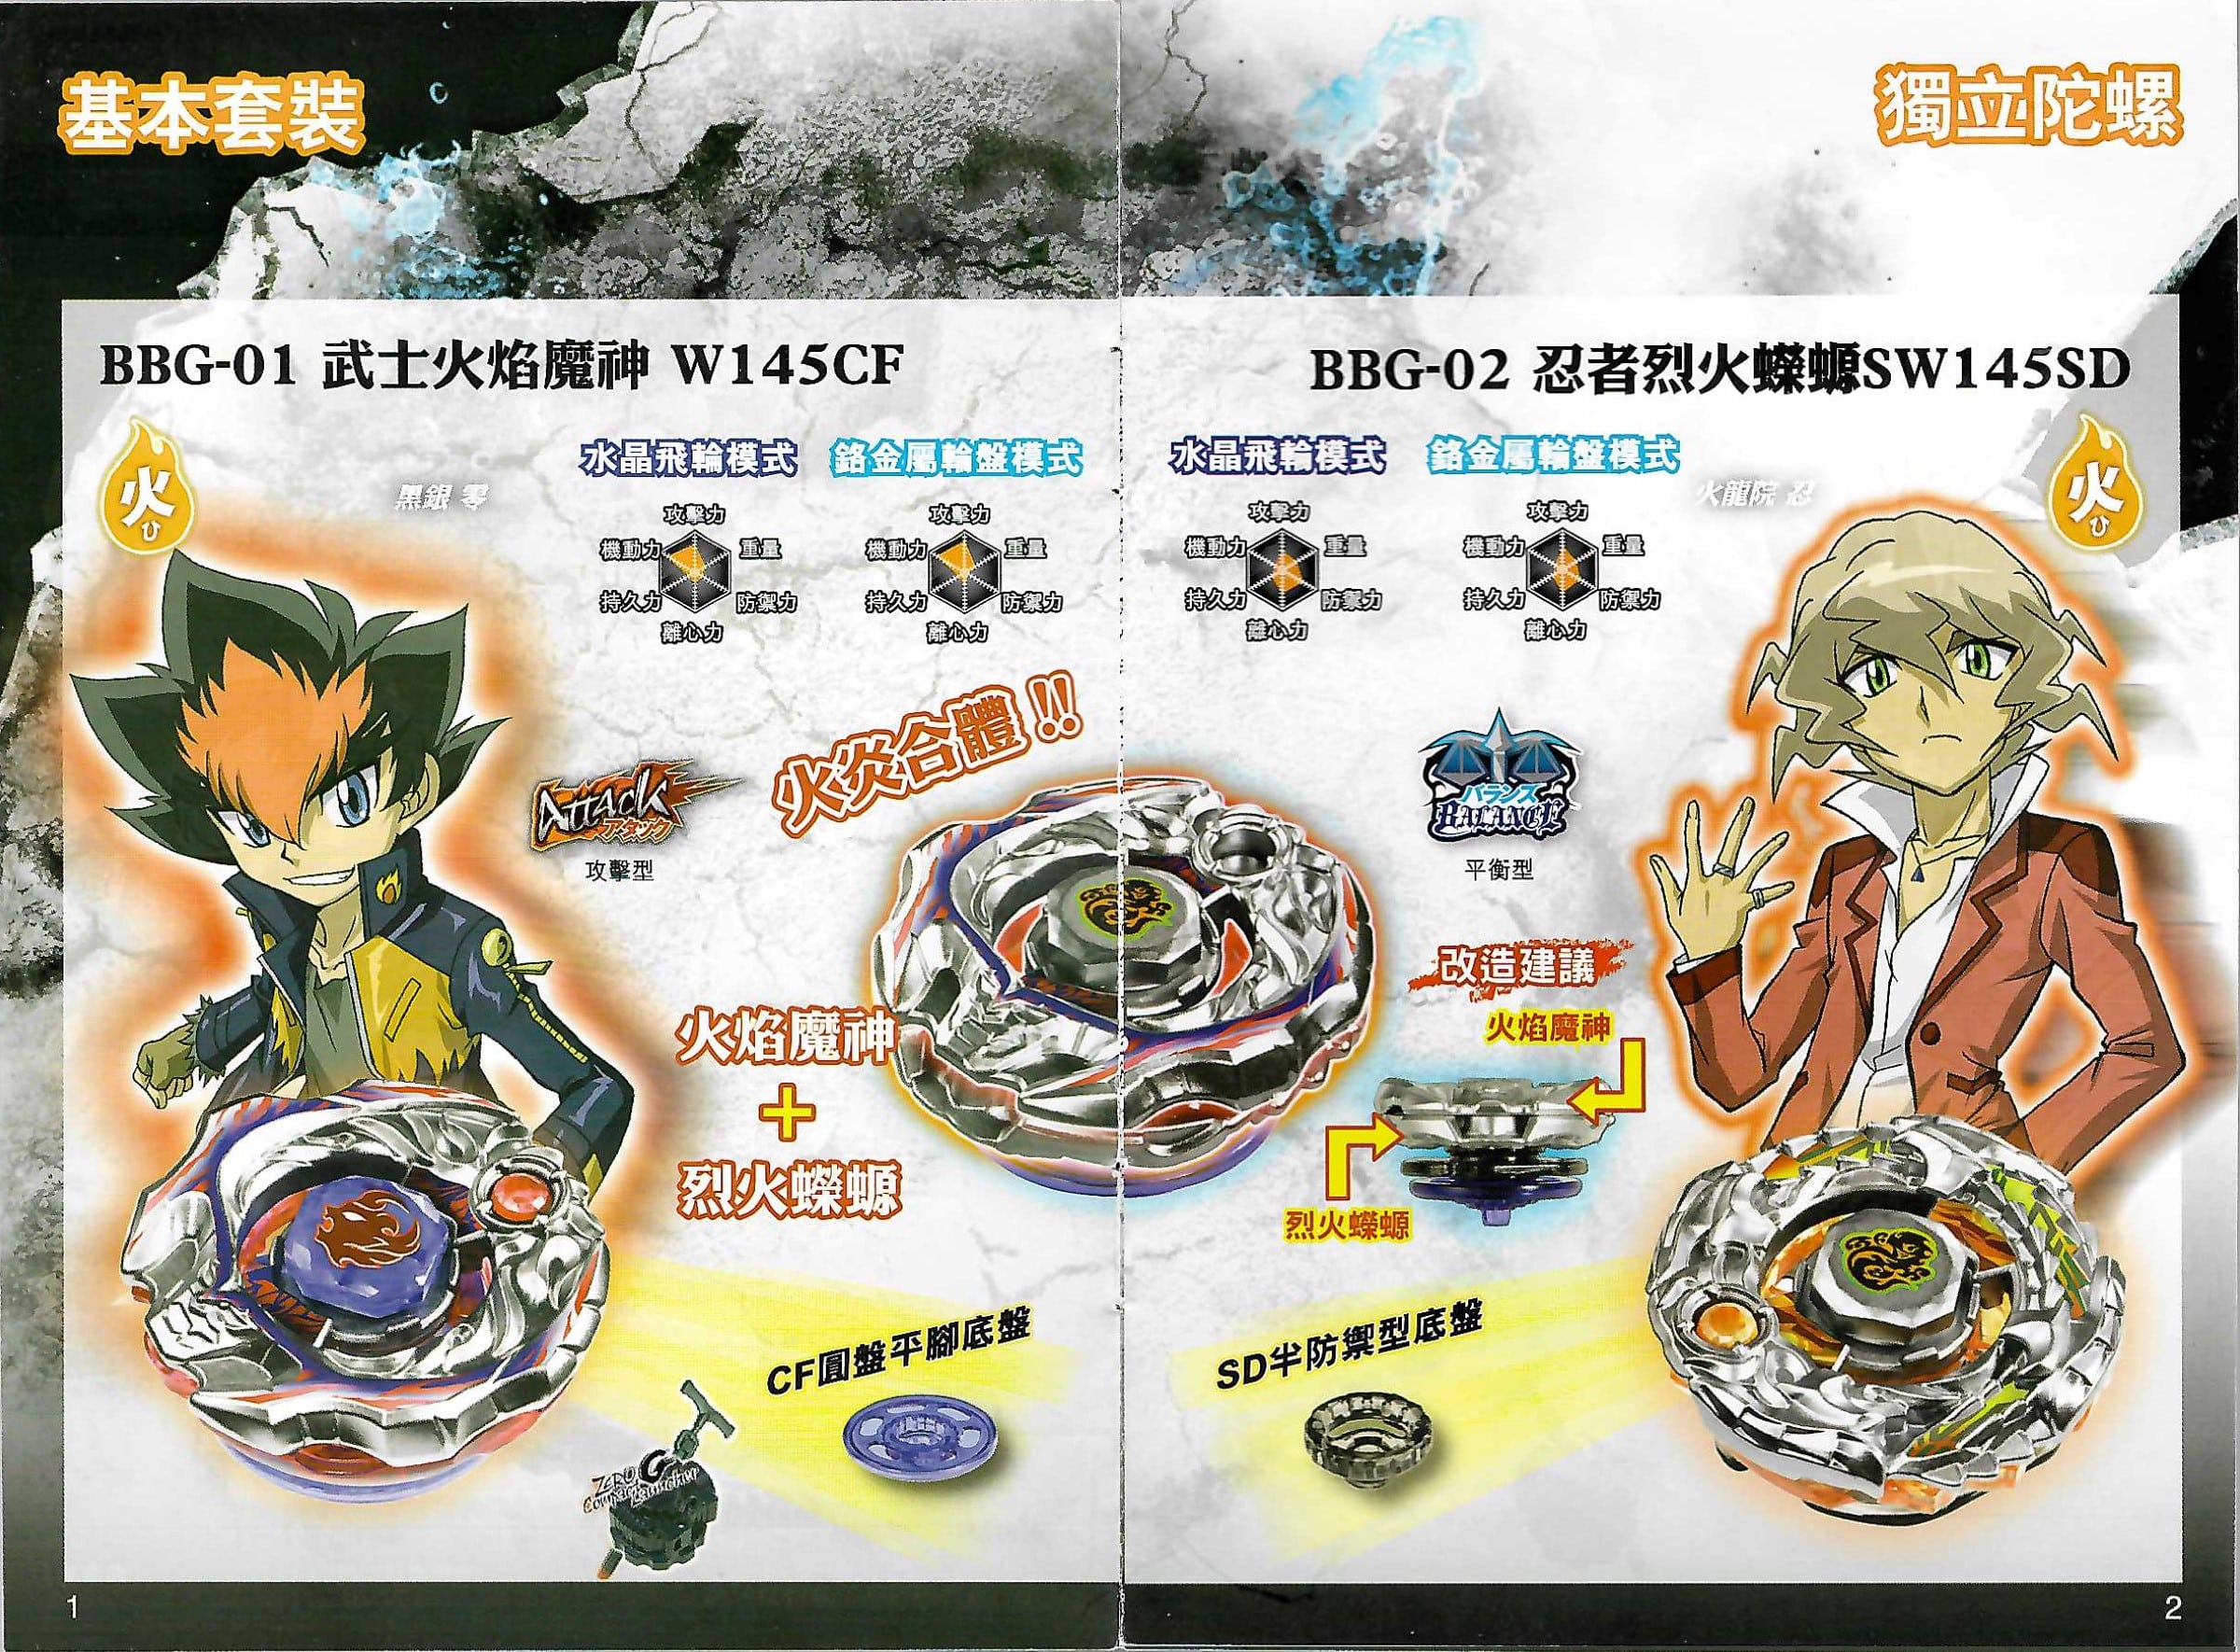 基本套裝
BBG-01 武士火焰魔神 W145CF
火
黑銀 零
水晶飛輪模式
攻擊力
機動力 重量
持久力 防禦力
離心力
鉻金屬輪盤模式
攻擊力
機動力 重量
持久力 防禦力
離心力
Attack
アタック
攻擊型
火炎合體!!
火焰魔神
+
烈火蠑螈
CF圓盤平腳底盤
ZERO G
Compact Launcher
1
獨立陀螺
BBG-02 忍者烈火蠑螈SW145SD
水晶飛輪模式
攻擊力
機動力 重量
持久力 防禦力
離心力
鉻金屬輪盤模式
攻擊力
機動力 重量
持久力 防禦力
離心力
火龍院 忍
火
バランス
BALANCE
平衡型
改造建議
火焰魔神
烈火蠑螈
SD半防禦型底盤
2